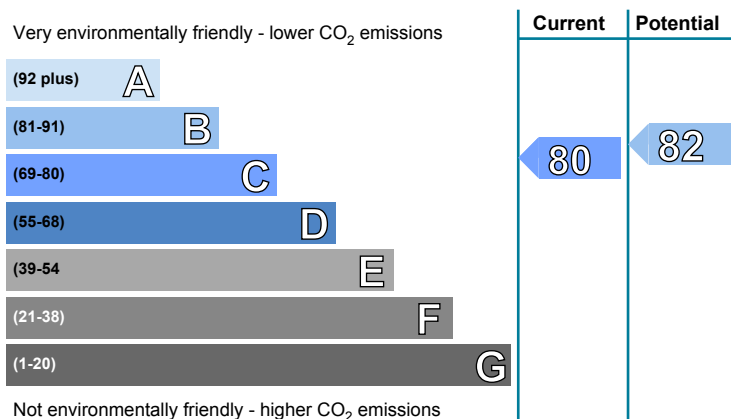 Very environmentally friendly - lower CO2 emissions
Current
Potential
(92 plus) A
(81-91) B
(69-80) C
80
82
(55-68) D
(39-54 E
(21-38) F
(1-20) G
Not environmentally friendly - higher CO2 emissions